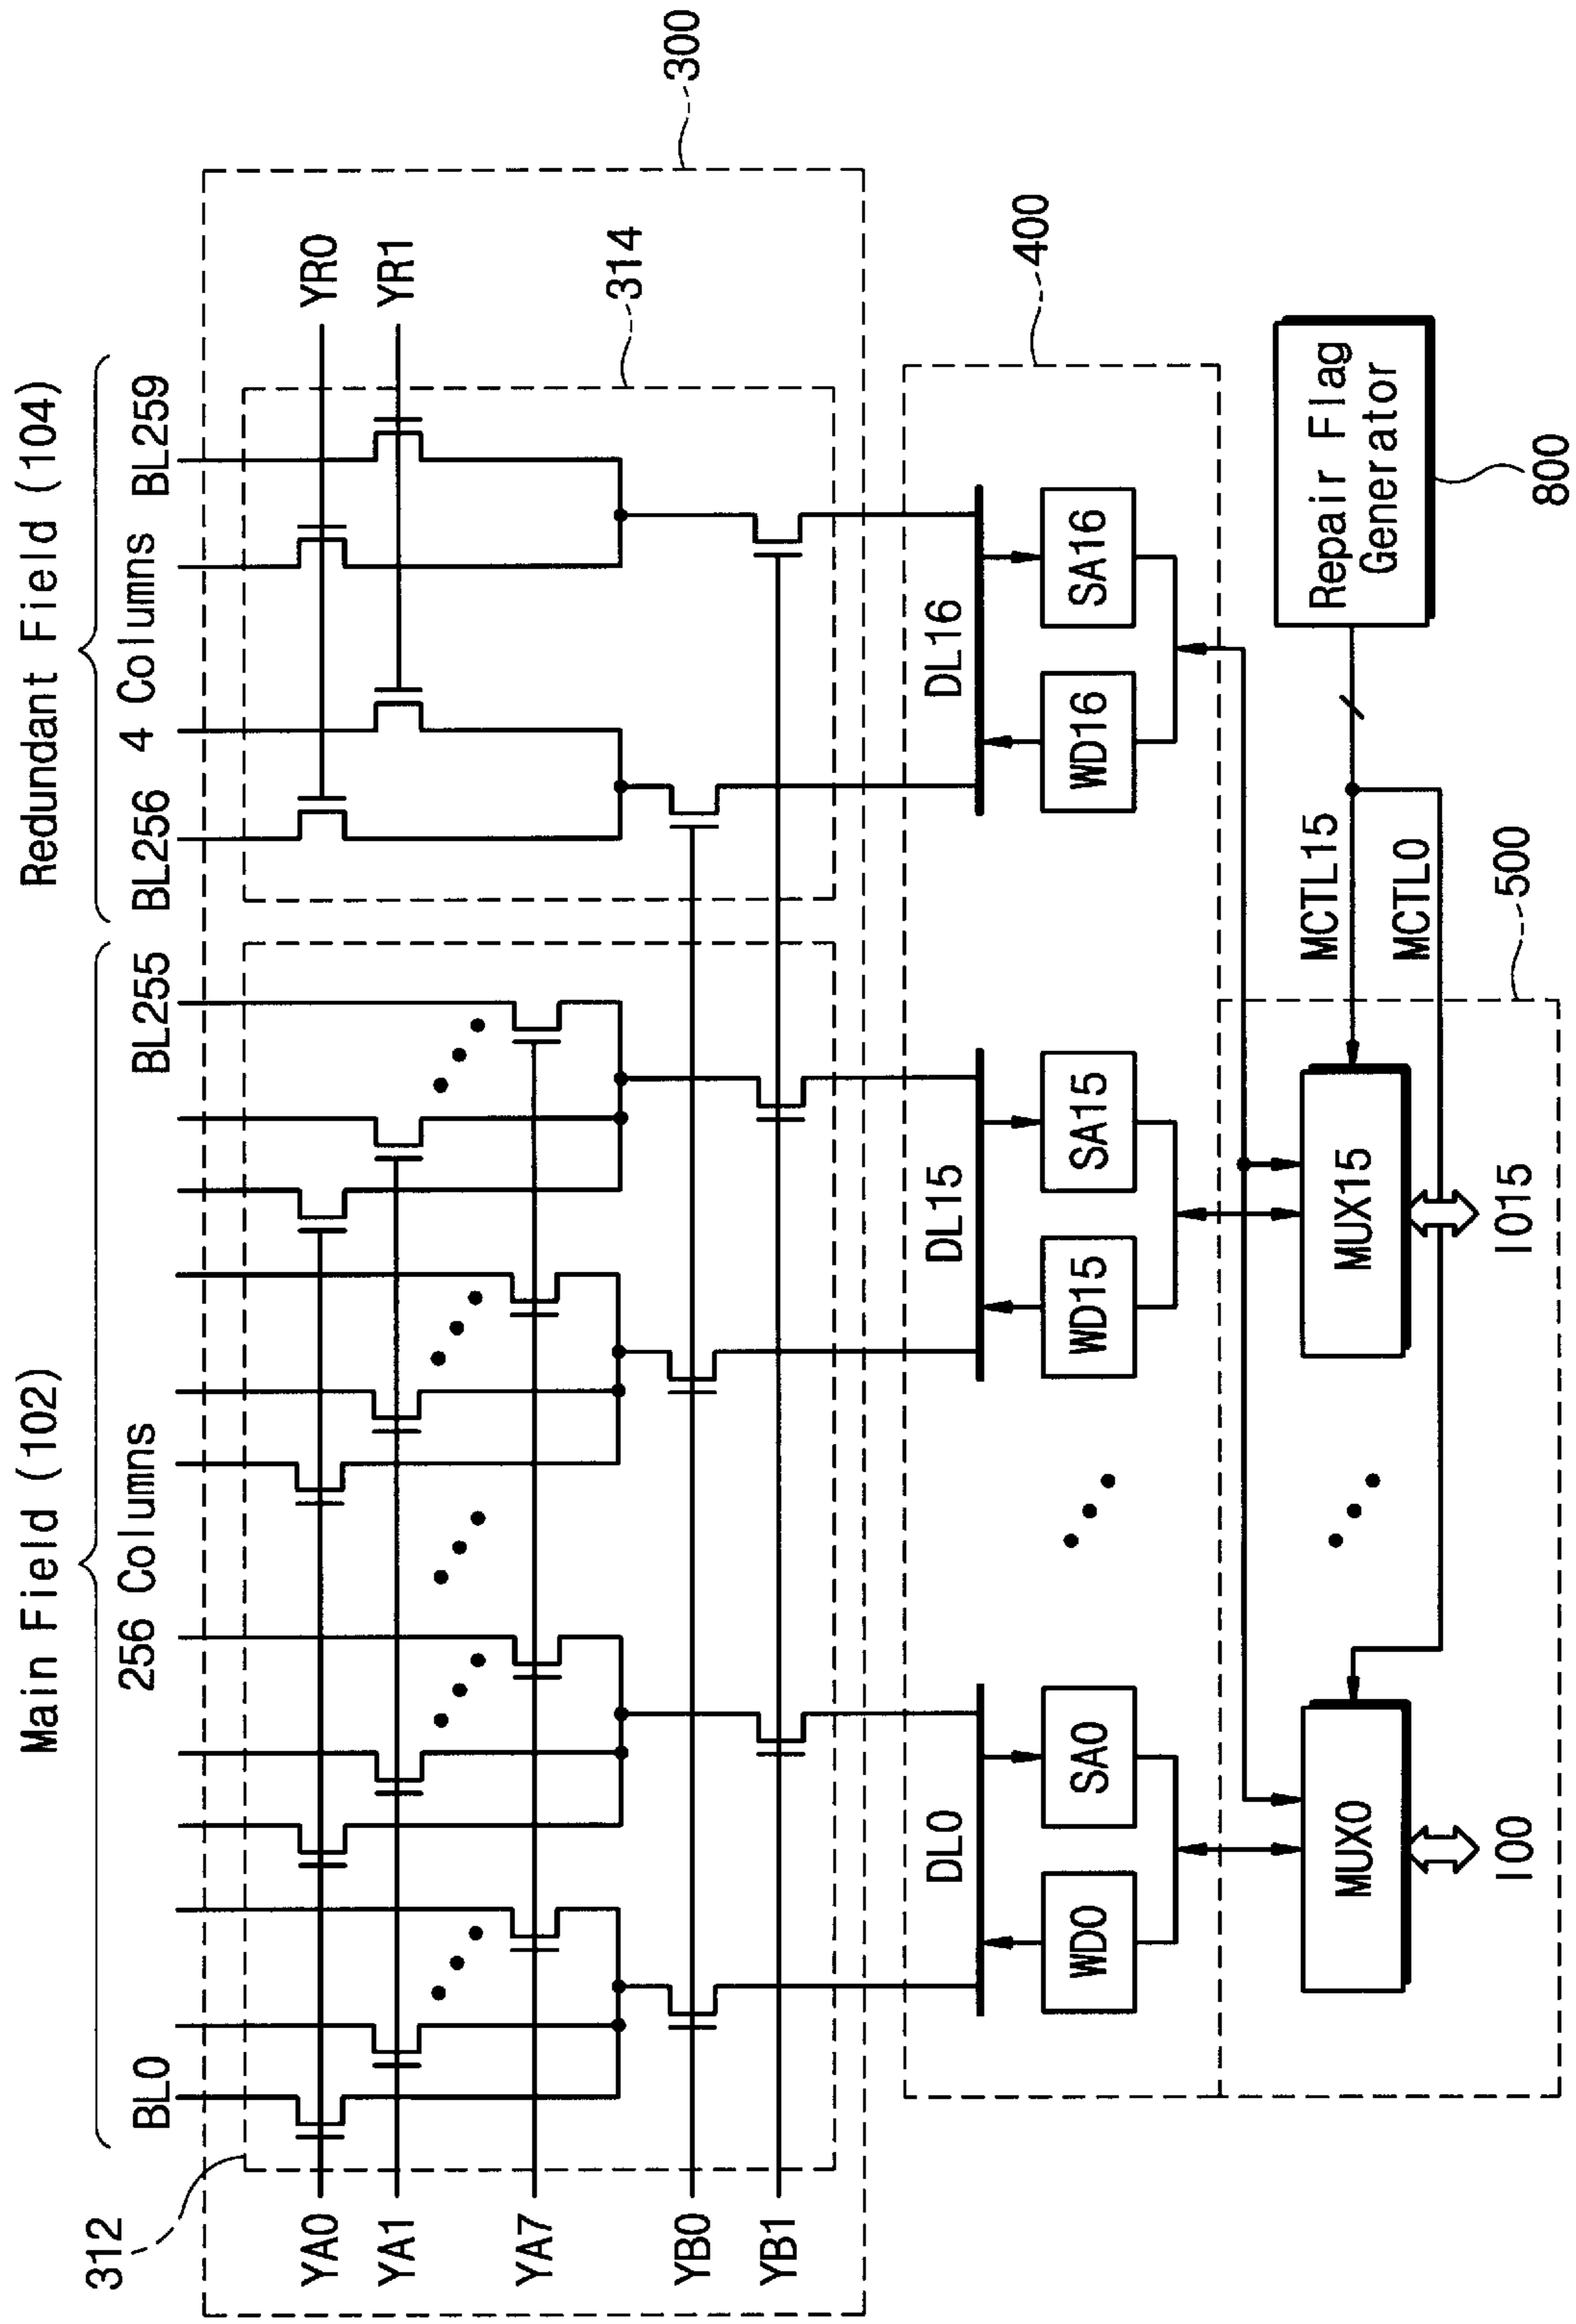 Main Field (102)
Redundant Field (104)
BL0
256 Columns
BL255
BL256
4 Columns
BL259
312
YA0
YA1
YA7
YB0
YB1
YR0
YR1
314
300
DL0
DL15
DL16
400
WD0
SA0
WD15
SA15
WD16
SA16
MUX0
MUX15
MCTL15
MCTL0
500
Repair Flag
Generator
800
IO0
IO15